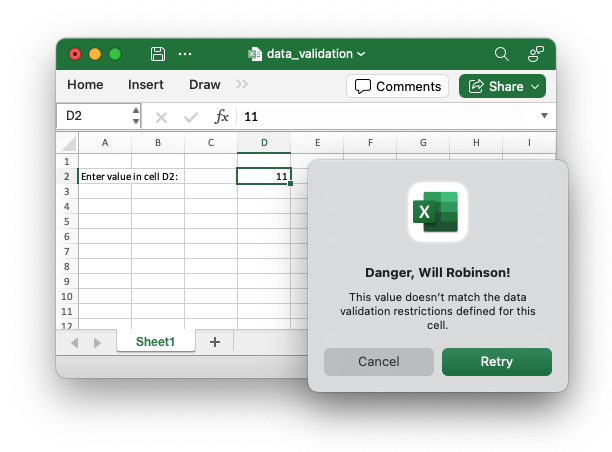 data_validation
Home Insert Draw Comments Share
D2 fx 11
A B C D E F G H I
1
2 Enter value in cell D2: 11
3
4
5
6
7
8
9
10
11
12
Sheet1 +
X
Danger, Will Robinson!
This value doesn't match the data
validation restrictions defined for this
cell.
Cancel Retry